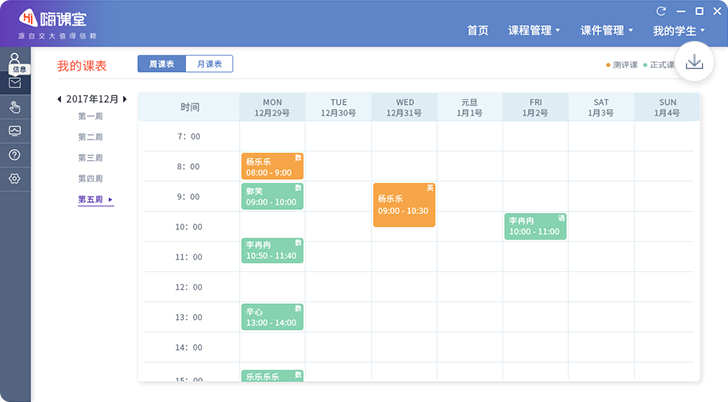 Hi 嗨课堂
源自交大值得信赖
首页 课程管理 课件管理 我的学生
信息
我的课表
周课表 月课表
测评课 正式课
2017年12月
第一周
第二周
第三周
第四周
第五周
时间
MON
12月29号
TUE
12月30号
WED
12月31号
元旦
1月1号
FRI
1月2号
SAT
1月3号
SUN
1月4号
7：00
8：00
数
杨乐乐
08:00 - 9:00
9：00
数
郭笑
09:00 - 10:00
英
杨乐乐
09:00 - 10:30
10：00
语
李冉冉
10:00 - 11:00
11：00
数
李冉冉
10:50 - 11:40
12：00
13：00
数
辛心
13:00 - 14:00
14：00
15：00
数
乐乐乐乐